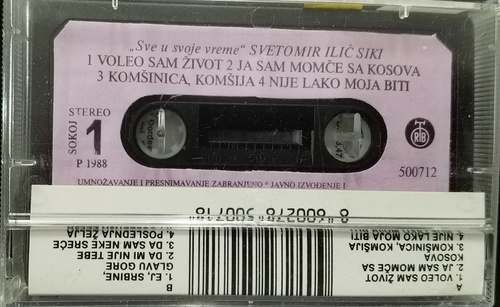 „Sve u svoje vreme" SVETOMIR ILIĆ SIKI
1 VOLEO SAM ŽIVOT 2 JA SAM MOMČE SA KOSOVA
3 KOMŠINICA, KOMŠIJA 4 NIJE LAKO MOJA BITI
STEREO
SOKOJ
1
P 1988
RTB
500712
UMNOŽAVANJE I PRESNIMAVANJE ZABRANJENO * JAVNO IZVOĐENJE I
A
1. VOLEO SAM ŽIVOT
2. JA SAM MOMČE SA
KOSOVA
3. KOMŠINICA, KOMŠIJA
4. NIJE LAKO MOJA BITI
B
1. EJ, SRBINE,
GLAVU GORE
2. DA MI NIJE TEBE
3. DA SAM NEKE SREĆE
4. POSLEDNJA ŽELJA